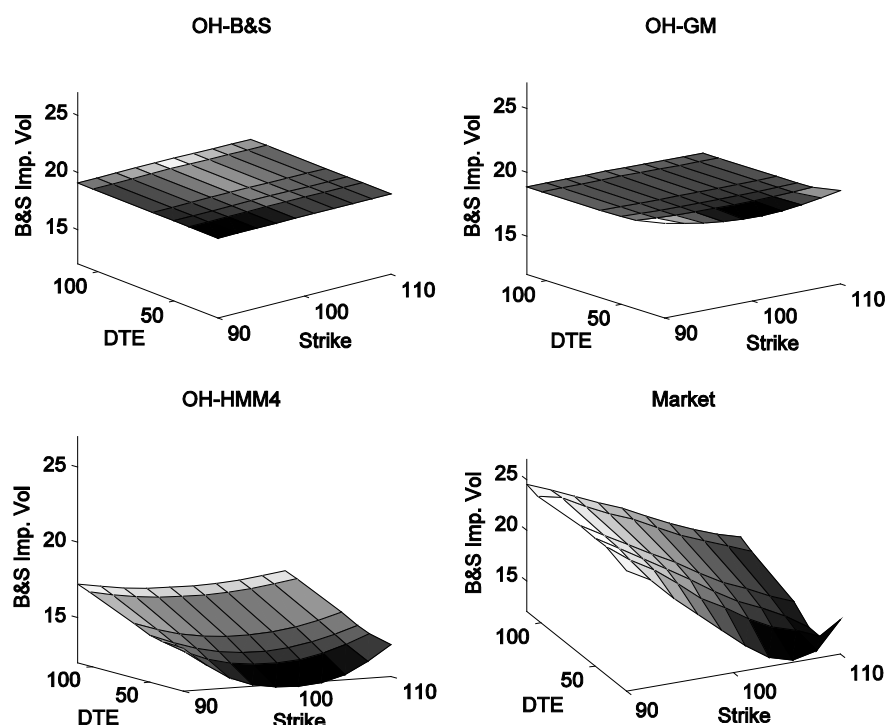 OH-B&S
OH-GM
B&S Imp. Vol
25
20
15
100
50
DTE
90
100
110
Strike
B&S Imp. Vol
25
20
15
100
50
DTE
90
100
110
Strike
OH-HMM4
Market
B&S Imp. Vol
25
20
15
100
50
DTE
90
100
110
Strike
B&S Imp. Vol
25
20
15
100
50
DTE
90
100
110
Strike